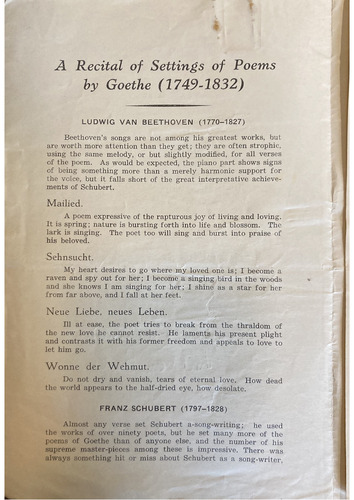 A Recital of Settings of Poems
by Goethe (1749-1832)
LUDWIG VAN BEETHOVEN (1770–1827)
Beethoven's songs are not among his greatest works, but
are worth more attention than they get; they are often strophic,
using the same melody, or but slightly modified, for all verses
of the poem. As would be expected, the piano part shows signs
of being something more than a merely harmonic support for
the voice, but it falls short of the great interpretative achieve-
ments of Schubert.
Mailied.
A poem expressive of the rapturous joy of living and loving.
It is spring; nature is bursting forth into life and blossom. The
lark is singing. The poet too will sing and burst into praise of
his beloved.
Sehnsucht.
My heart desires to go where my loved one is; I become a
raven and spy out for her; I become a singing bird in the woods
and she knows I am singing for her; I shine as a star for her
from far above, and I fall at her feet.
Neue Liebe, neues Leben.
Ill at ease, the poet tries to break from the thraldom of
the new love he cannot resist. He laments his present plight
and contrasts it with his former freedom and appeals to love to
let him go.
Wonne der Wehmut.
Do not dry and vanish, tears of eternal love. How dead
the world appears to the half-dried eye, how desolate.
FRANZ SCHUBERT (1797–1828)
Almost any verse set Schubert a-song-writing; he used
the works of over ninety poets, but he set many more of the
poems of Goethe than of anyone else, and the number of his
supreme master-pieces among these is impressive. There was
always something hit or miss about Schubert as a song-writer.